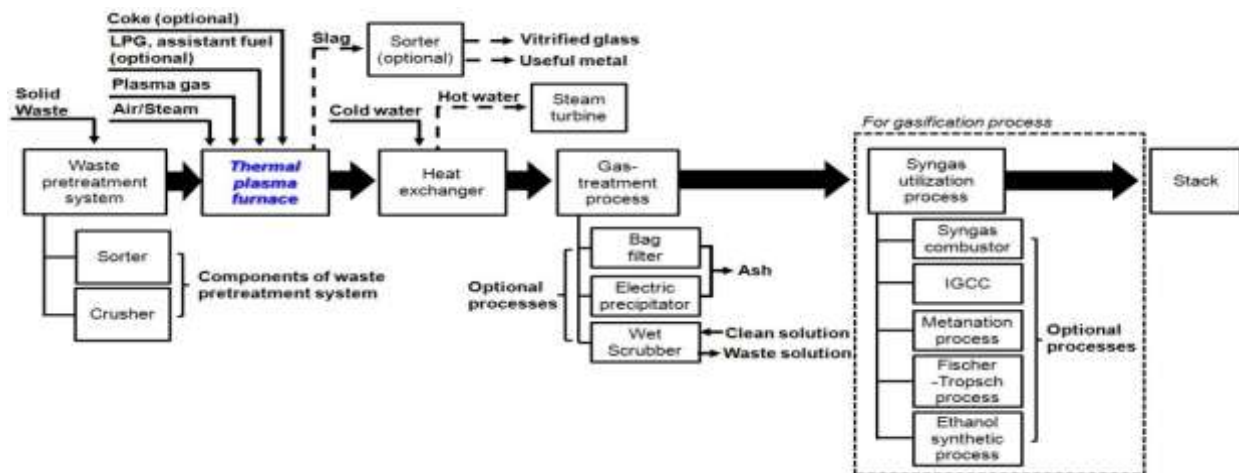 Coke (optional)
LPG, assistant fuel
(optional)
Plasma gas
Air/Steam
Solid
Waste
Slag
Sorter
(optional)
Vitrified glass
Useful metal
Cold water
Hot water
Steam
turbine
For gasification process
Waste
pretreatment
system
Thermal
plasma
furnace
Heat
exchanger
Gas-
treatment
process
Syngas
utilization
process
Stack
Sorter
Crusher
Components of waste
pretreatment system
Optional
processes
Bag
filter
Electric
precipitator
Ash
Wet
Scrubber
Clean solution
Waste solution
Syngas
combustor
IGCC
Metanation
process
Fischer
-Tropsch
process
Ethanol
synthetic process
Optional
processes